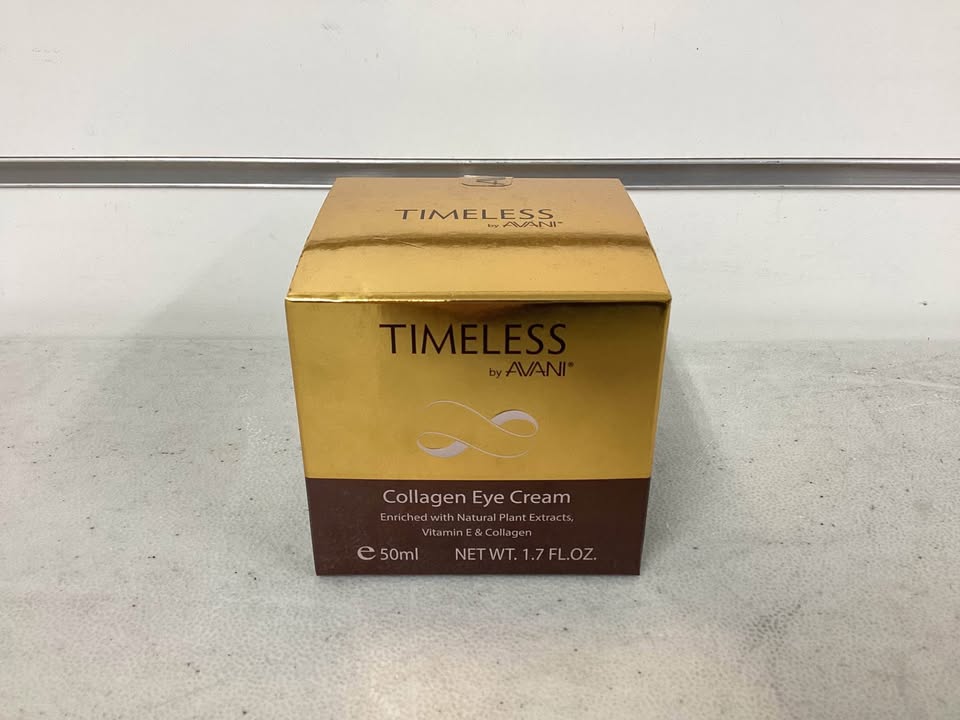 TIMELESS
by AVANI®
TIMELESS
by AVANI®
Collagen Eye Cream
Enriched with Natural Plant Extracts,
Vitamin E & Collagen
℮ 50ml NET WT. 1.7 FL.OZ.